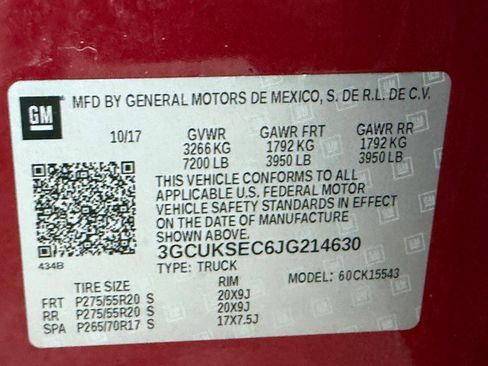 GM MFD BY GENERAL MOTORS DE MEXICO, S. DE R.L. DE C.V.
10/17 GVWR GAWR FRT GAWR RR
3266 KG 1792 KG 1792 KG
7200 LB 3950 LB 3950 LB
THIS VEHICLE CONFORMS TO ALL
APPLICABLE U.S. FEDERAL MOTOR
VEHICLE SAFETY STANDARDS IN EFFECT
ON THE DATE OF MANUFACTURE
SHOWN ABOVE.
3GCUKSEC6JG214630
434B TYPE: TRUCK MODEL: 60CK15543
TIRE SIZE RIM
FRT P275/55R20 S 20X9J
RR P275/55R20 S 20X9J
SPA P265/70R17 S 17X7.5J